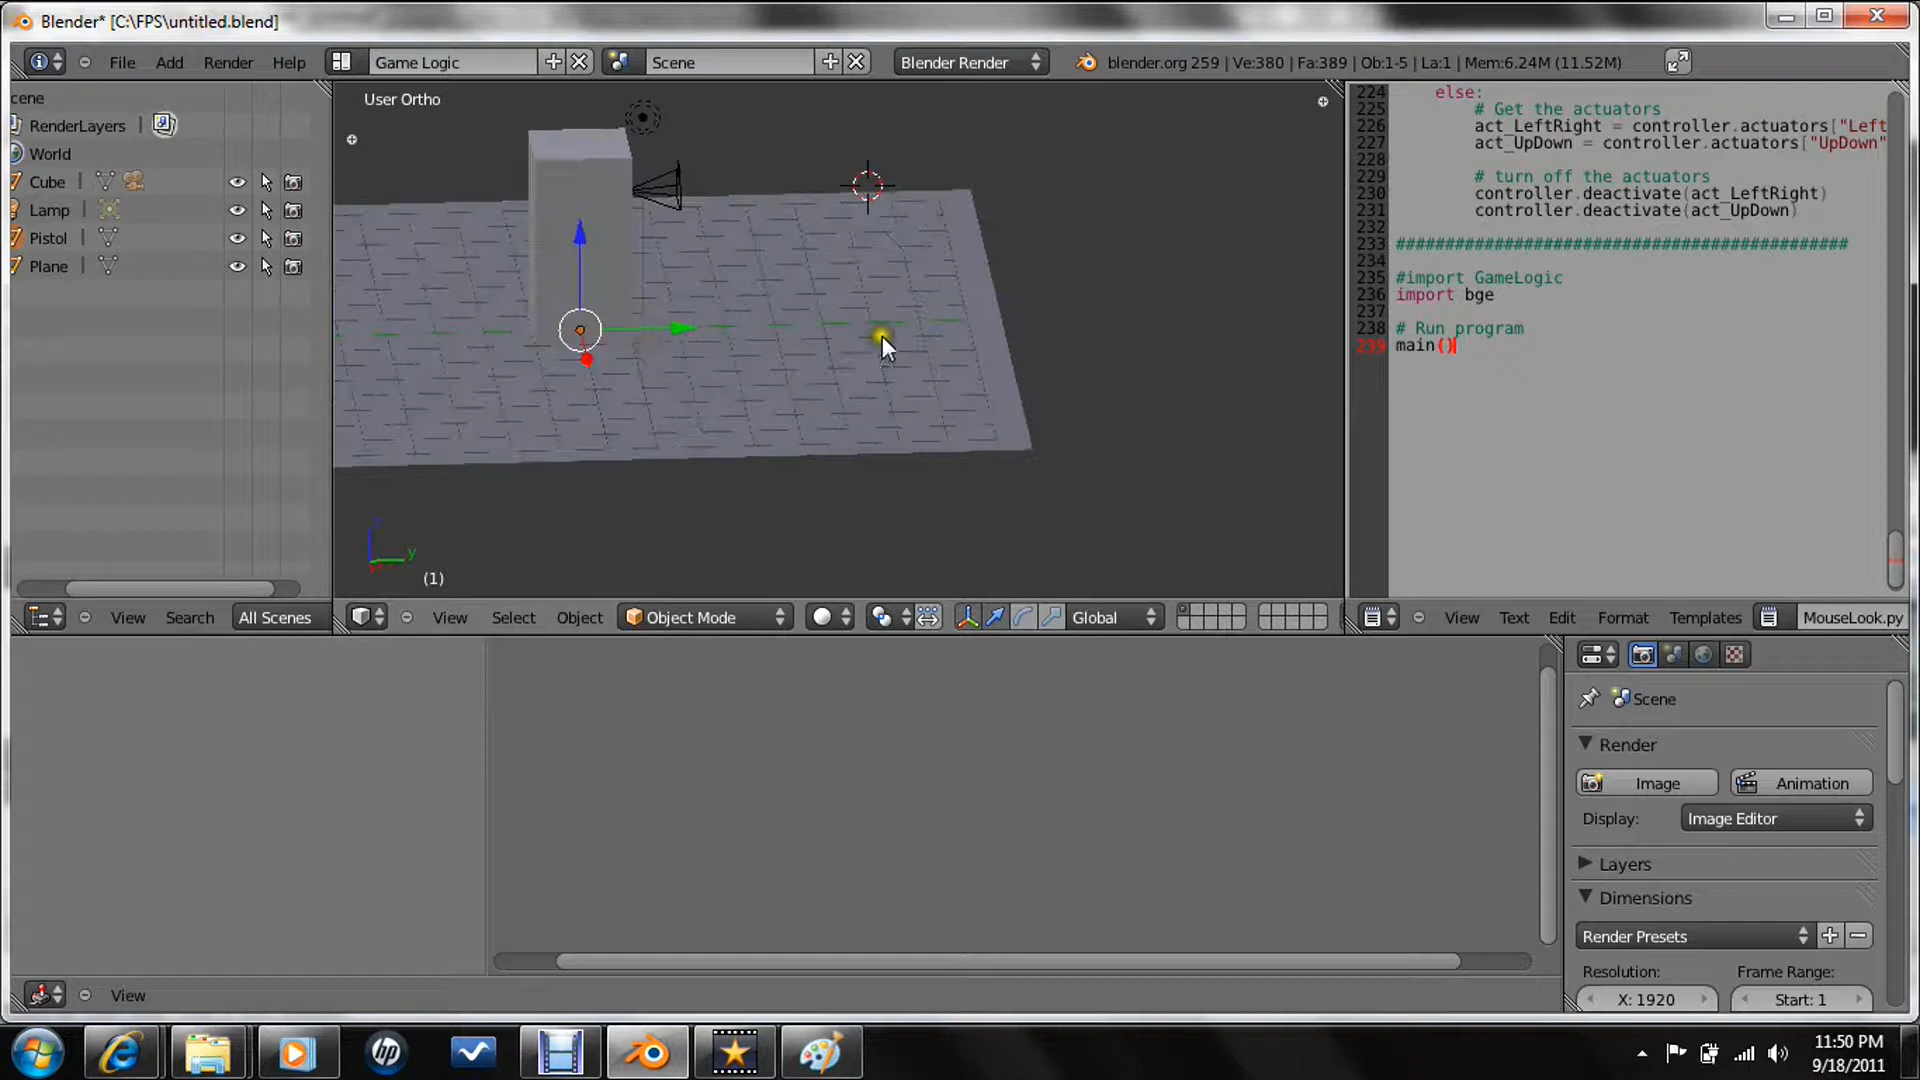 Blender* [C:\FPS\untitled.blend]
File Add Render Help Game Logic Scene Blender Render blender.org 259 | Ve:380 | Fa:389 | Ob:1-5 | La:1 | Mem:6.24M (11.52M)
cene
RenderLayers
World
Cube
Lamp
Pistol
Plane
View Search All Scenes
User Ortho
y
(1)
View Select Object Object Mode Global
224 else:
225 # Get the actuators
226 act_LeftRight = controller.actuators["Left
227 act_UpDown = controller.actuators["UpDown"
228
229 # turn off the actuators
230 controller.deactivate(act_LeftRight)
231 controller.deactivate(act_UpDown)
232
233 ##############################################
234
235 #import GameLogic
236 import bge
237
238 # Run program
239 main()
View Text Edit Format Templates MouseLook.py
Scene
Render
Image Animation
Display: Image Editor
Layers
Dimensions
Render Presets
Resolution: Frame Range:
X: 1920 Start: 1
View
hp
11:50 PM
9/18/2011